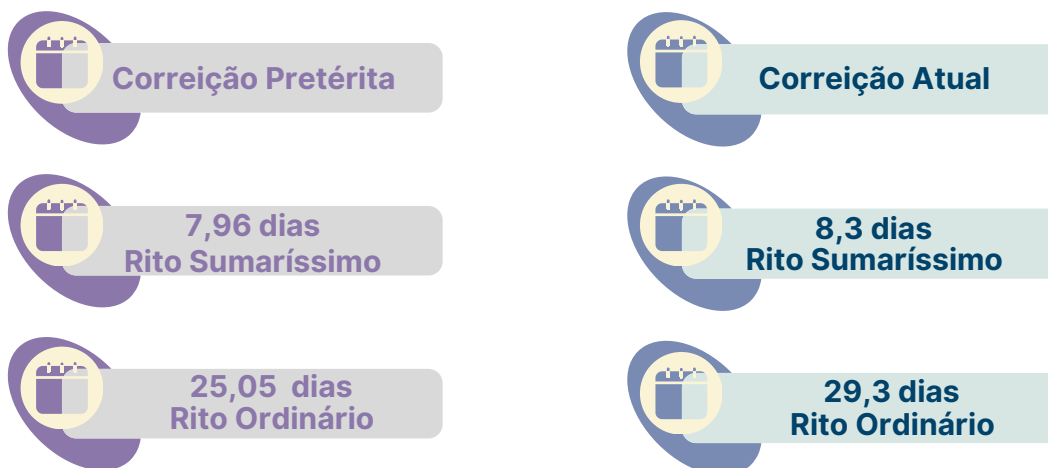 Correição Pretérita
7,96 dias
Rito Sumaríssimo
25,05 dias
Rito Ordinário
Correição Atual
8,3 dias
Rito Sumaríssimo
29,3 dias
Rito Ordinário